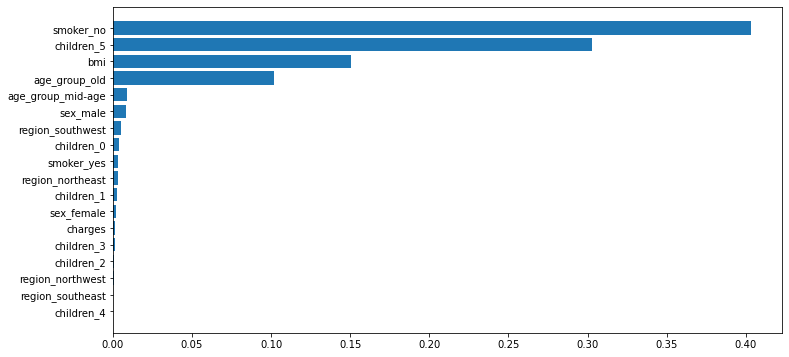 smoker_no
children_5
bmi
age_group_old
age_group_mid-age
sex_male
region_southwest
children_0
smoker_yes
region_northeast
children_1
sex_female
charges
children_3
children_2
region_northwest
region_southeast
children_4
0.00 0.05 0.10 0.15 0.20 0.25 0.30 0.35 0.40